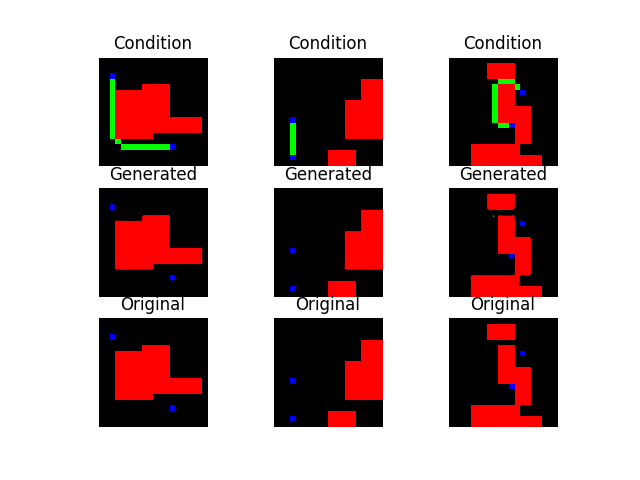 Condition Condition Condition
Generated Generated Generated
Original Original Original